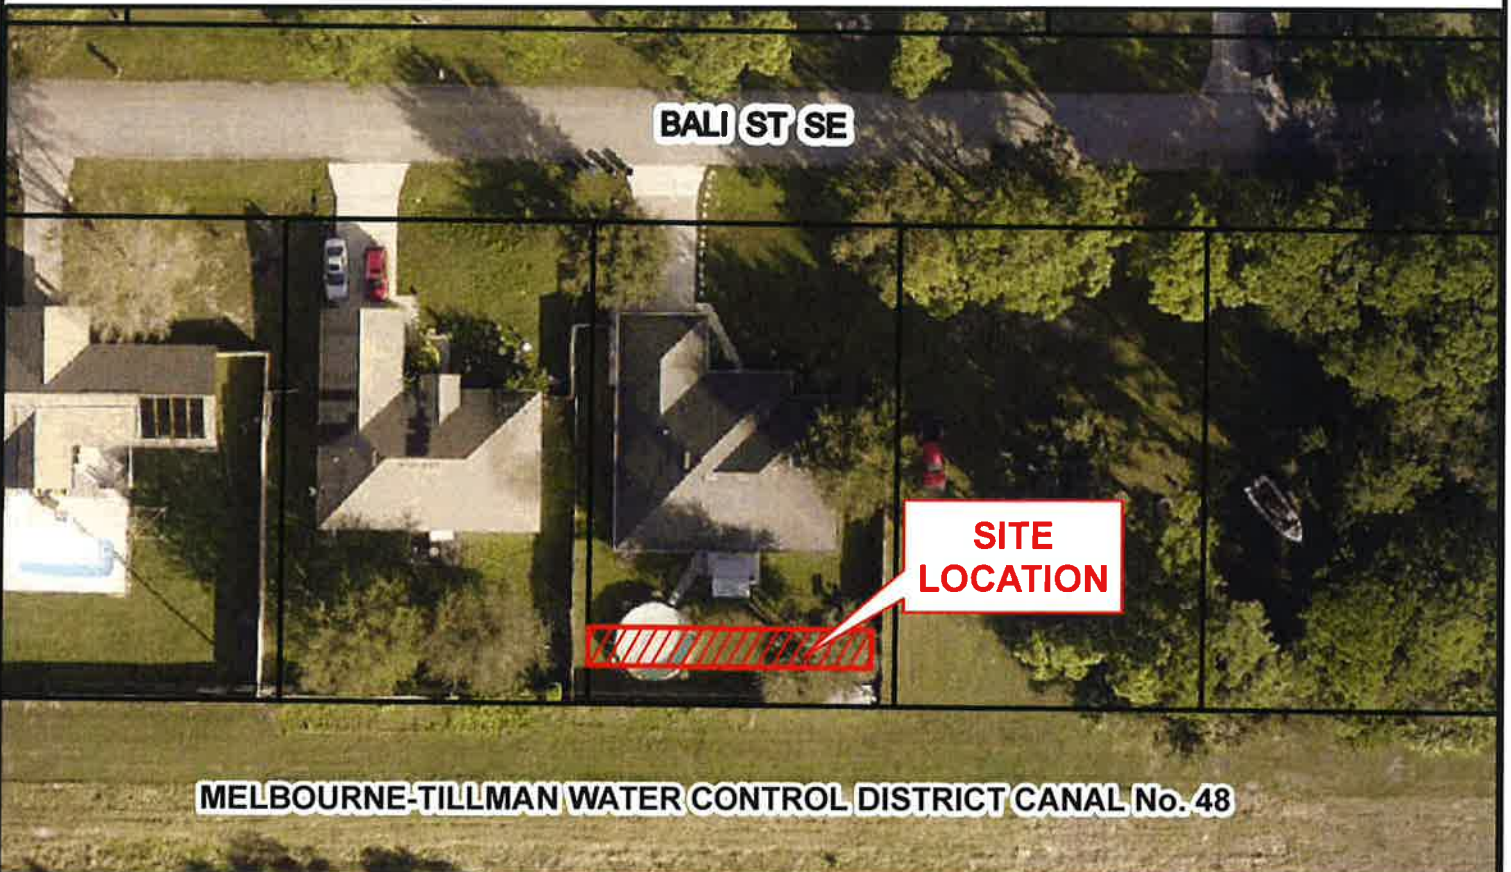 BALI ST SE
SITE
LOCATION
MELBOURNE-TILLMAN WATER CONTROL DISTRICT CANAL No. 48